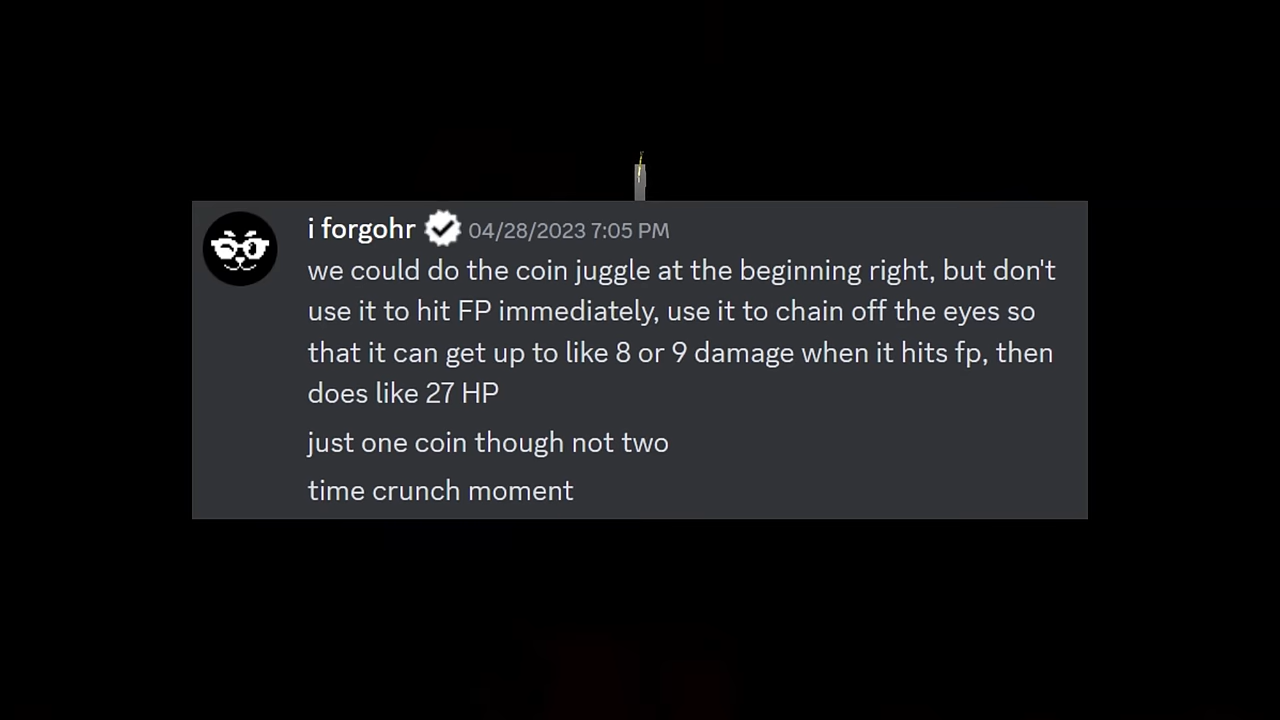 i forgohr 04/28/2023 7:05 PM
we could do the coin juggle at the beginning right, but don't
use it to hit FP immediately, use it to chain off the eyes so
that it can get up to like 8 or 9 damage when it hits fp, then
does like 27 HP
just one coin though not two
time crunch moment